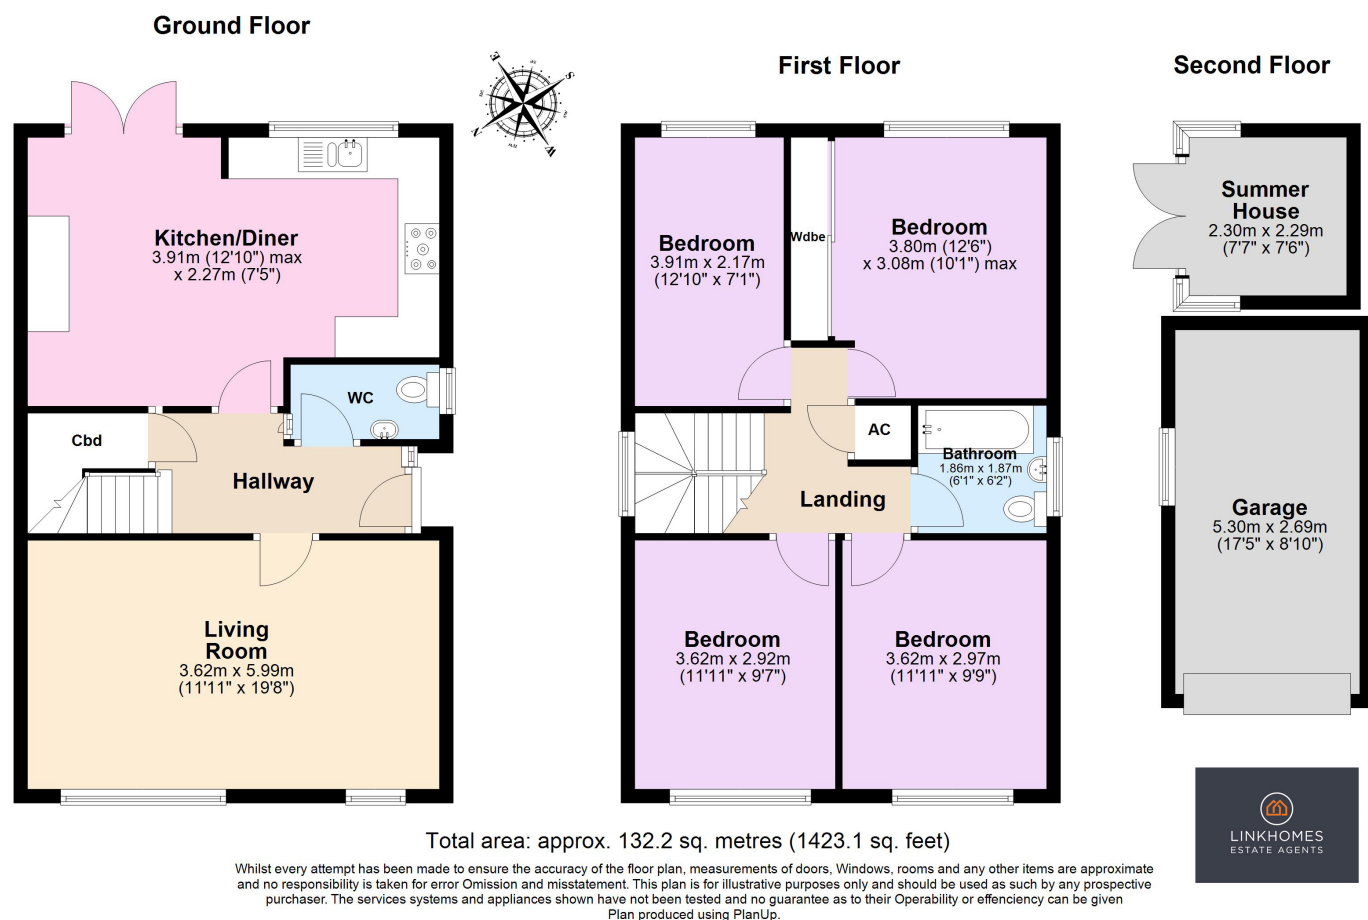 Ground Floor
First Floor
Second Floor
E
S
N
W
Kitchen/Diner
3.91m (12'10") max
x 2.27m (7'5")
WC
Cbd
Hallway
Living
Room
3.62m x 5.99m
(11'11" x 19'8")
Bedroom
3.91m x 2.17m
(12'10" x 7'1")
Wdbe
Bedroom
3.80m (12'6")
x 3.08m (10'1") max
AC
Bathroom
1.86m x 1.87m
(6'1" x 6'2")
Landing
Bedroom
3.62m x 2.92m
(11'11" x 9'7")
Bedroom
3.62m x 2.97m
(11'11" x 9'9")
Summer
House
2.30m x 2.29m
(7'7" x 7'6")
Garage
5.30m x 2.69m
(17'5" x 8'10")
LINKHOMES
ESTATE AGENTS
Total area: approx. 132.2 sq. metres (1423.1 sq. feet)
Whilst every attempt has been made to ensure the accuracy of the floor plan, measurements of doors, Windows, rooms and any other items are approximate
and no responsibility is taken for error Omission and misstatement. This plan is for illustrative purposes only and should be used as such by any prospective
purchaser. The services systems and appliances shown have not been tested and no guarantee as to their Operability or effenciency can be given
Plan produced using PlanUp.